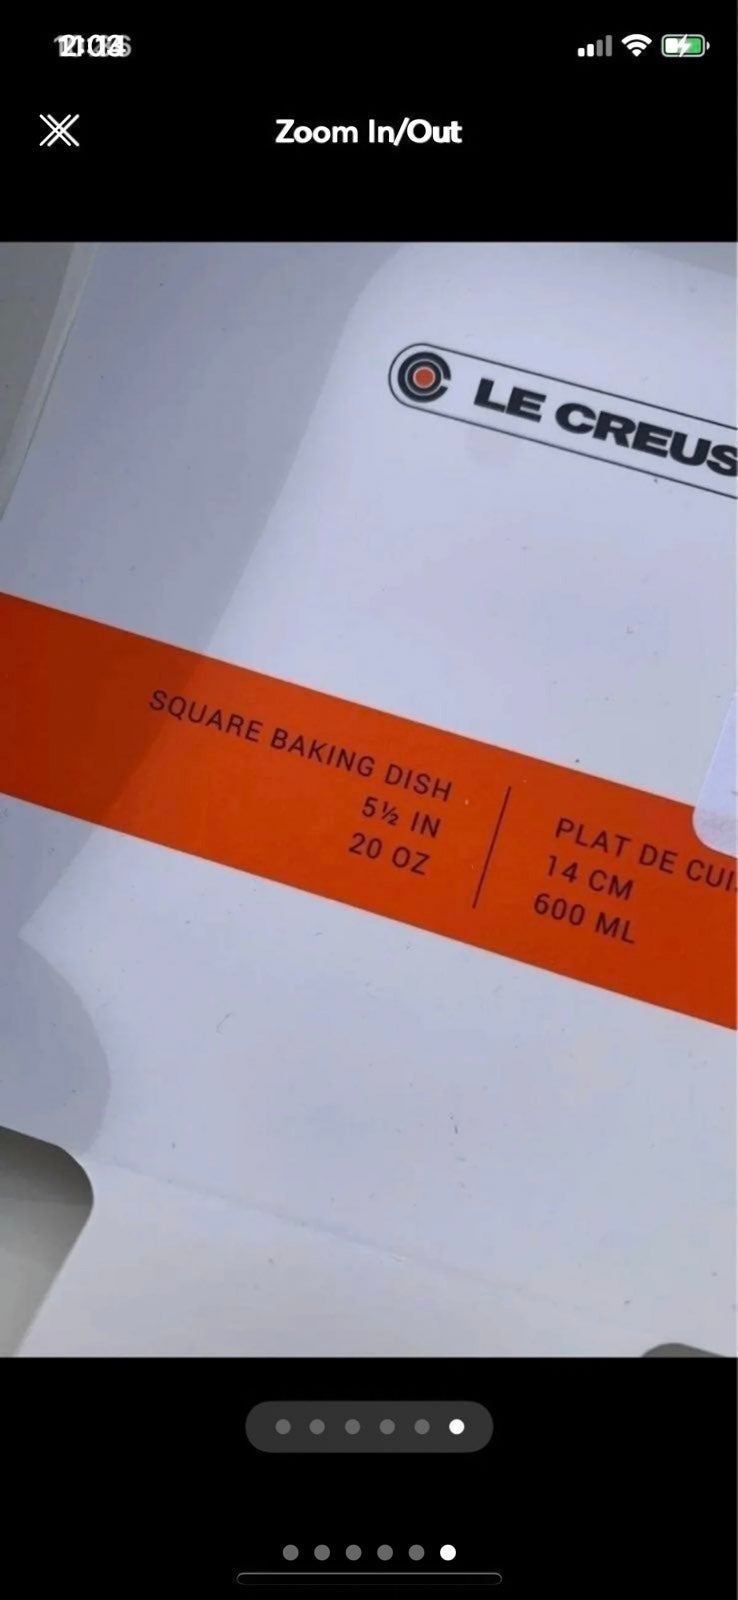 Zoom In/Out
LE CREUS
SQUARE BAKING DISH
5½ IN
20 OZ
PLAT DE CUI
14 CM
600 ML